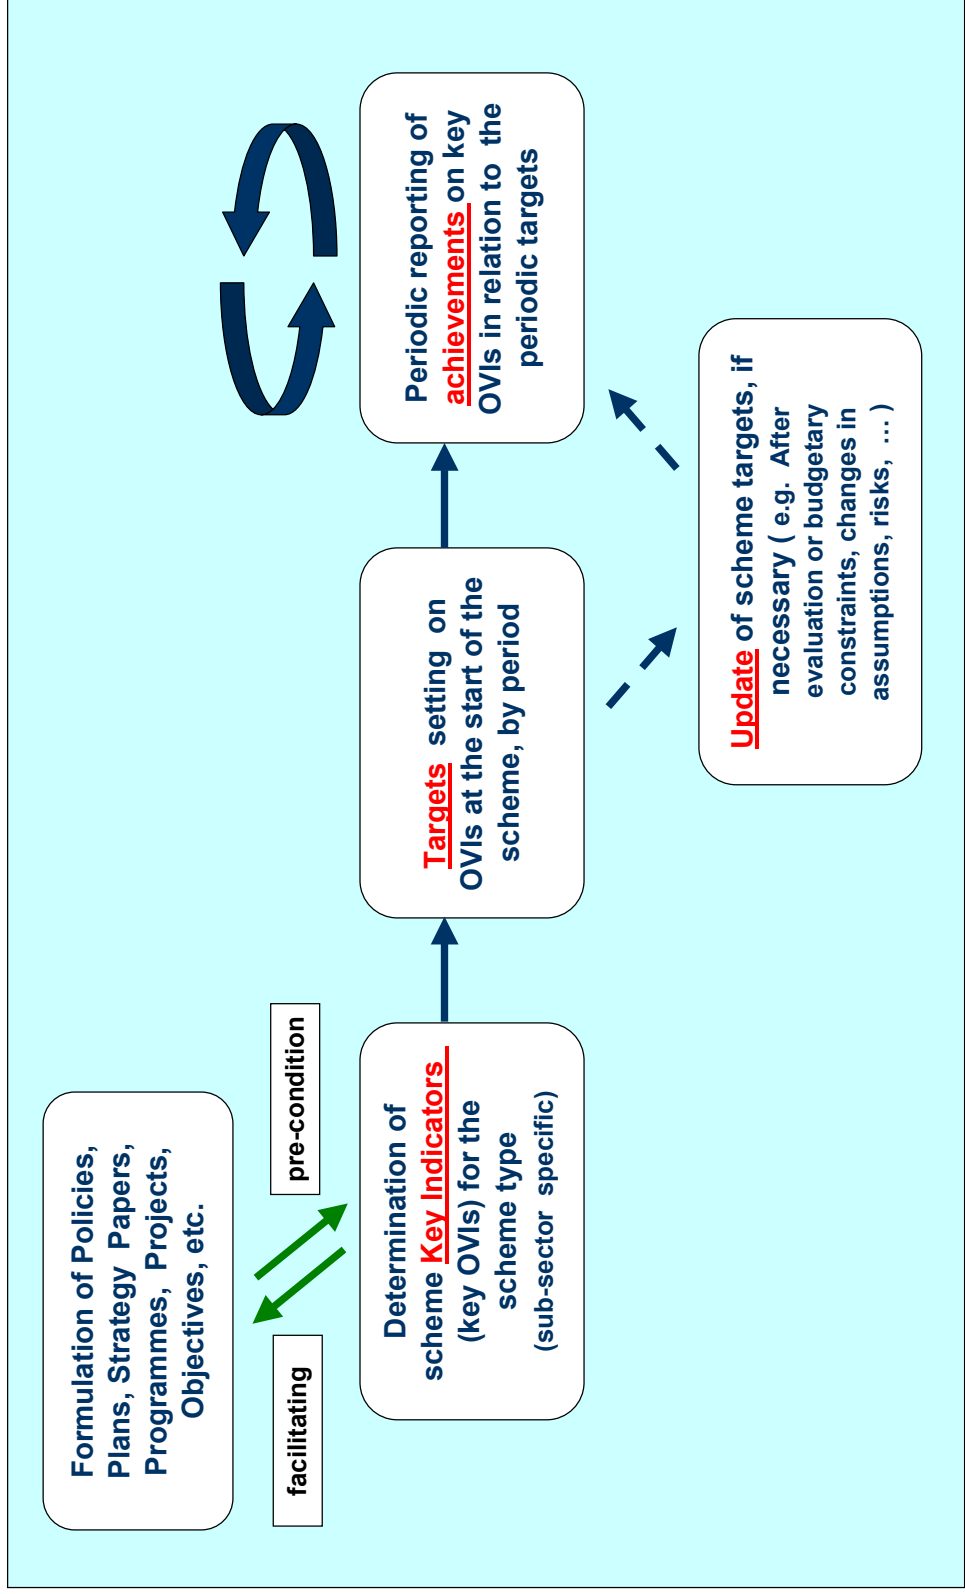 Formulation of Policies,
Plans, Strategy Papers,
Programmes, Projects,
Objectives, etc.
facilitating
pre-condition
Determination of
scheme Key Indicators
(key OVIs) for the
scheme type
(sub-sector specific)
Targets setting on
OVIs at the start of the
scheme, by period
Periodic reporting of
achievements on key
OVIs in relation to the
periodic targets
Update of scheme targets, if
necessary ( e.g. After
evaluation or budgetary
constraints, changes in
assumptions, risks, ...)